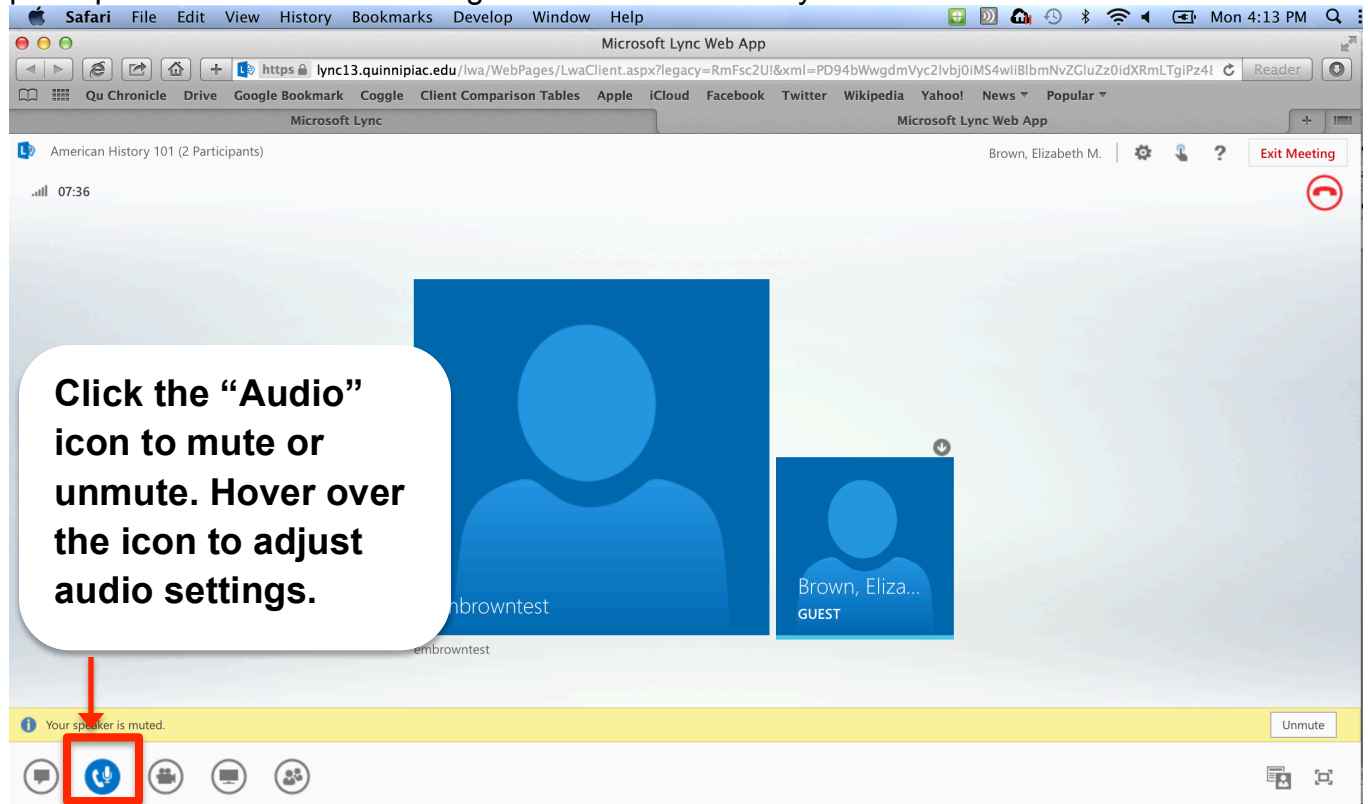 Safari File Edit View History Bookmarks Develop Window Help Mon 4:13 PM
Microsoft Lync Web App
https lync13.quinnipiac.edu/lwa/WebPages/LwaClient.aspx?legacy=RmFsc2U!&xml=PD94bWwgdmVyc2lvbj0iMS4wIiBlbmNvZGluZz0idXRmLTgiPz48 Reader
Qu Chronicle Drive Google Bookmark Coggle Client Comparison Tables Apple iCloud Facebook Twitter Wikipedia Yahoo! News Popular
Microsoft Lync Microsoft Lync Web App
American History 101 (2 Participants) Brown, Elizabeth M. ? Exit Meeting
07:36
Click the “Audio”
icon to mute or
unmute. Hover over
the icon to adjust
audio settings.
Brown, Eliza...
GUEST
embrowntest
Your speaker is muted. Unmute